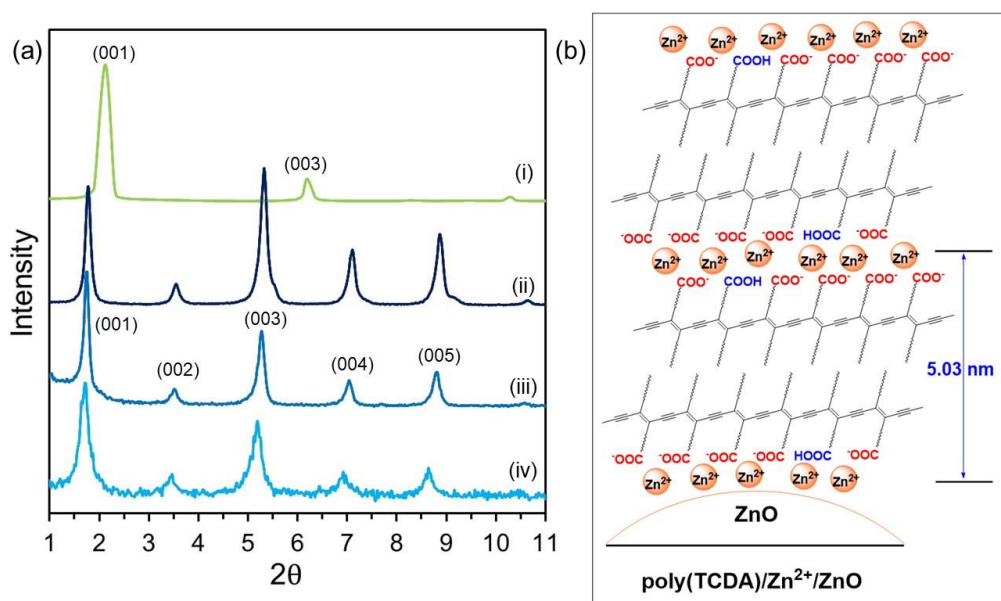 (a)
Intensity
(001)
(003)
(i)
(ii)
(001)
(002)
(003)
(004)
(005)
(iii)
(iv)
1 2 3 4 5 6 7 8 9 10 11
2θ
(b)
Zn²⁺ Zn²⁺ Zn²⁺ Zn²⁺ Zn²⁺ Zn²⁺
COO⁻ COOH COO⁻ COO⁻ COO⁻ COO⁻
⁻OOC ⁻OOC ⁻OOC ⁻OOC HOOC ⁻OOC
Zn²⁺ Zn²⁺ Zn²⁺ Zn²⁺ Zn²⁺ Zn²⁺
COO⁻ COOH COO⁻ COO⁻ COO⁻ COO⁻
5.03 nm
⁻OOC ⁻OOC ⁻OOC ⁻OOC HOOC ⁻OOC
Zn²⁺ Zn²⁺ Zn²⁺ Zn²⁺ Zn²⁺
ZnO
poly(TCDA)/Zn²⁺/ZnO